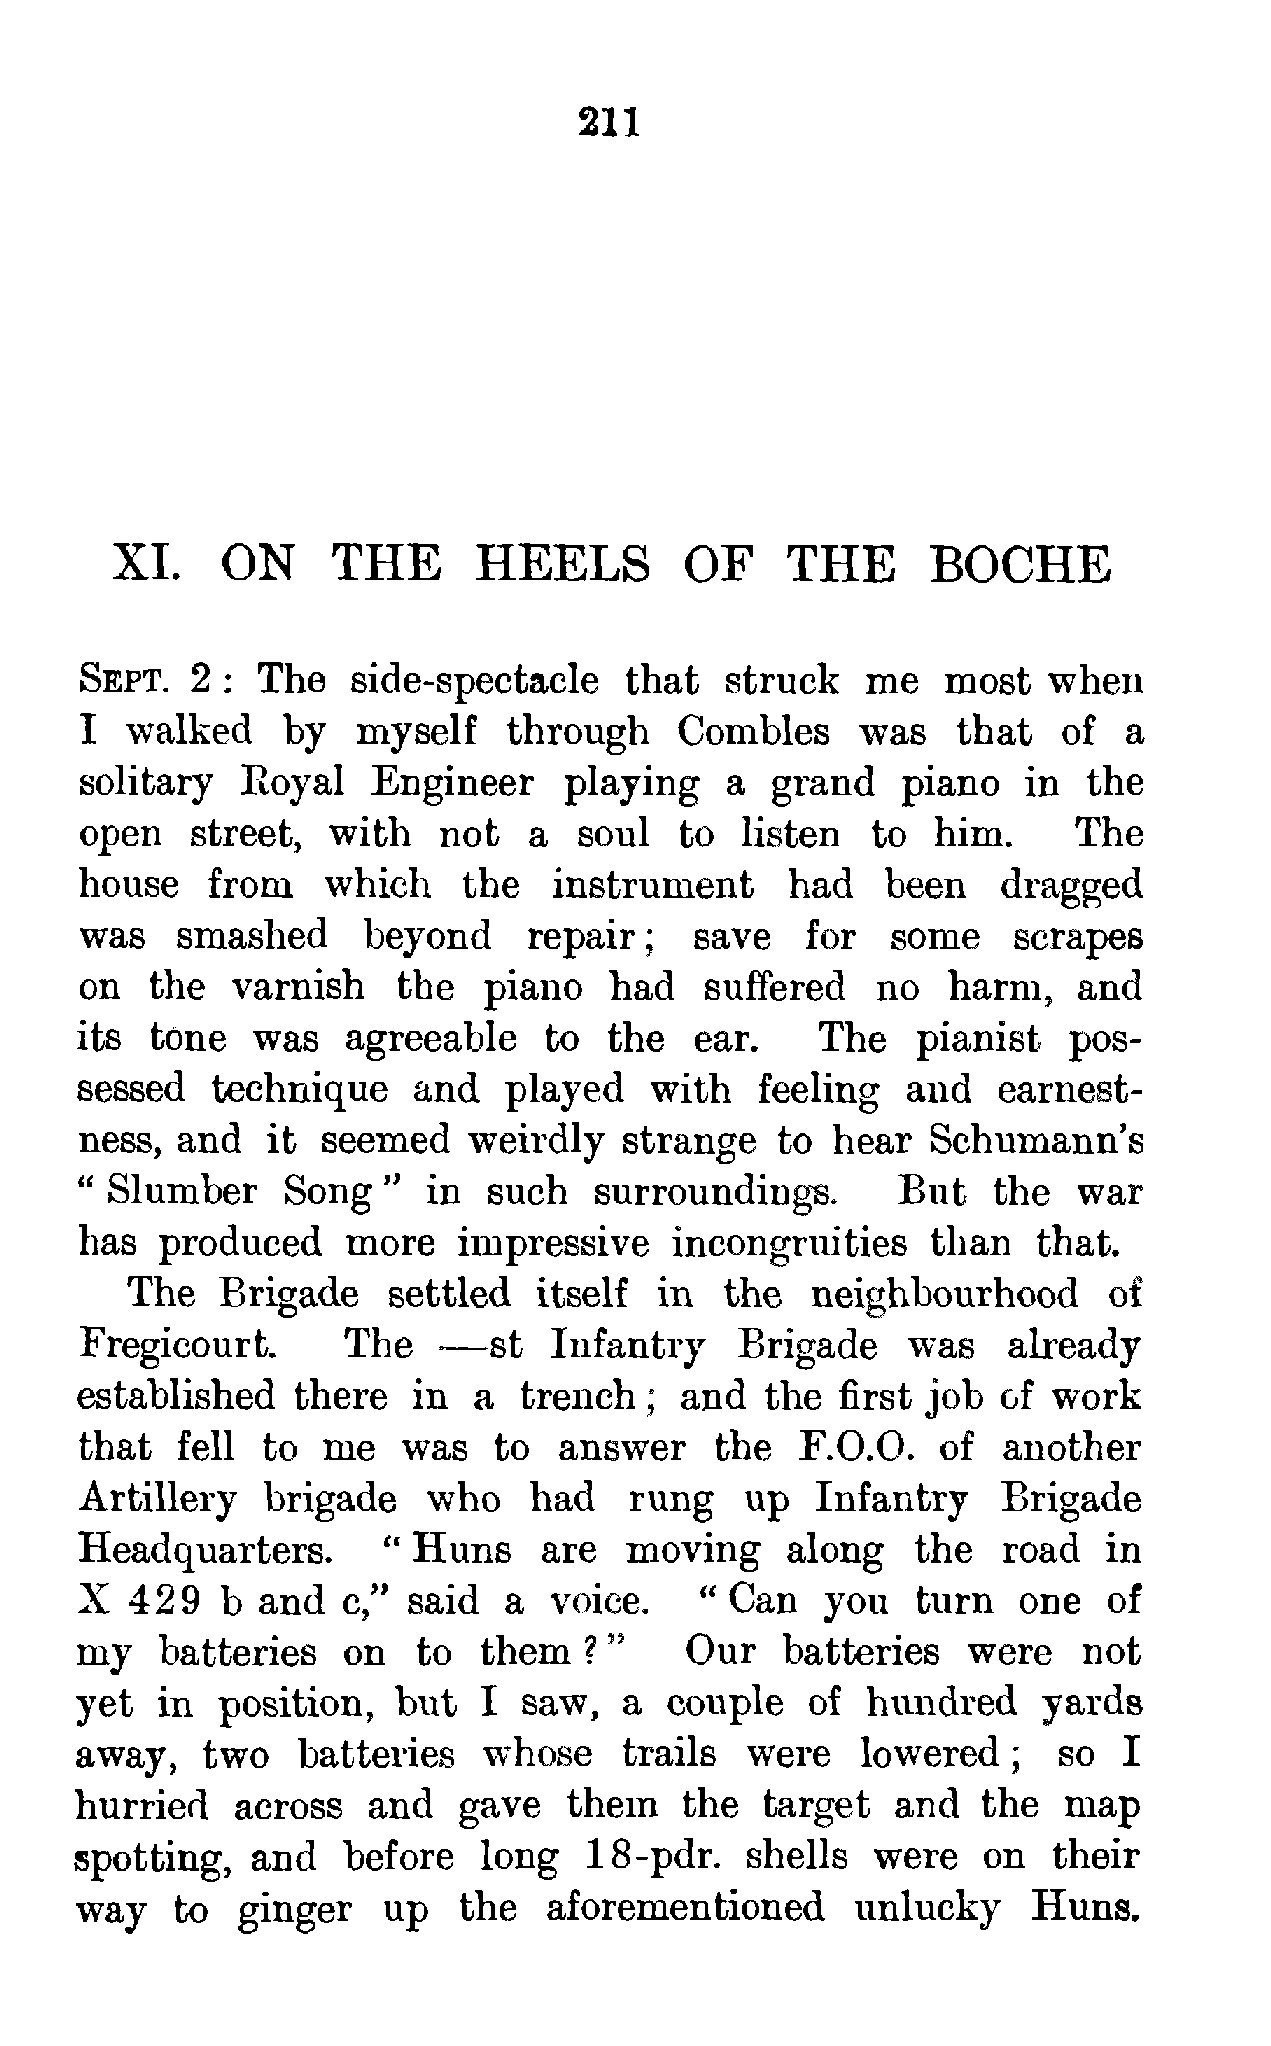 211
XI. ON THE HEELS OF THE BOCHE
SEPT. 2 : The side-spectacle that struck me most when
I walked by myself through Combles was that of a
solitary Royal Engineer playing a grand piano in the
open street, with not a soul to listen to him. The
house from which the instrument had been dragged
was smashed beyond repair ; save for some scrapes
on the varnish the piano had suffered no harm, and
its tone was agreeable to the ear. The pianist pos-
sessed technique and played with feeling and earnest-
ness, and it seemed weirdly strange to hear Schumann's
" Slumber Song " in such surroundings. But the war
has produced more impressive incongruities than that.
The Brigade settled itself in the neighbourhood of
Fregicourt. The —st Infantry Brigade was already
established there in a trench ; and the first job of work
that fell to me was to answer the F.O.O. of another
Artillery brigade who had rung up Infantry Brigade
Headquarters. " Huns are moving along the road in
X 429 b and c," said a voice. " Can you turn one of
my batteries on to them ? " Our batteries were not
yet in position, but I saw, a couple of hundred yards
away, two batteries whose trails were lowered ; so I
hurried across and gave them the target and the map
spotting, and before long 18-pdr. shells were on their
way to ginger up the aforementioned unlucky Huns.